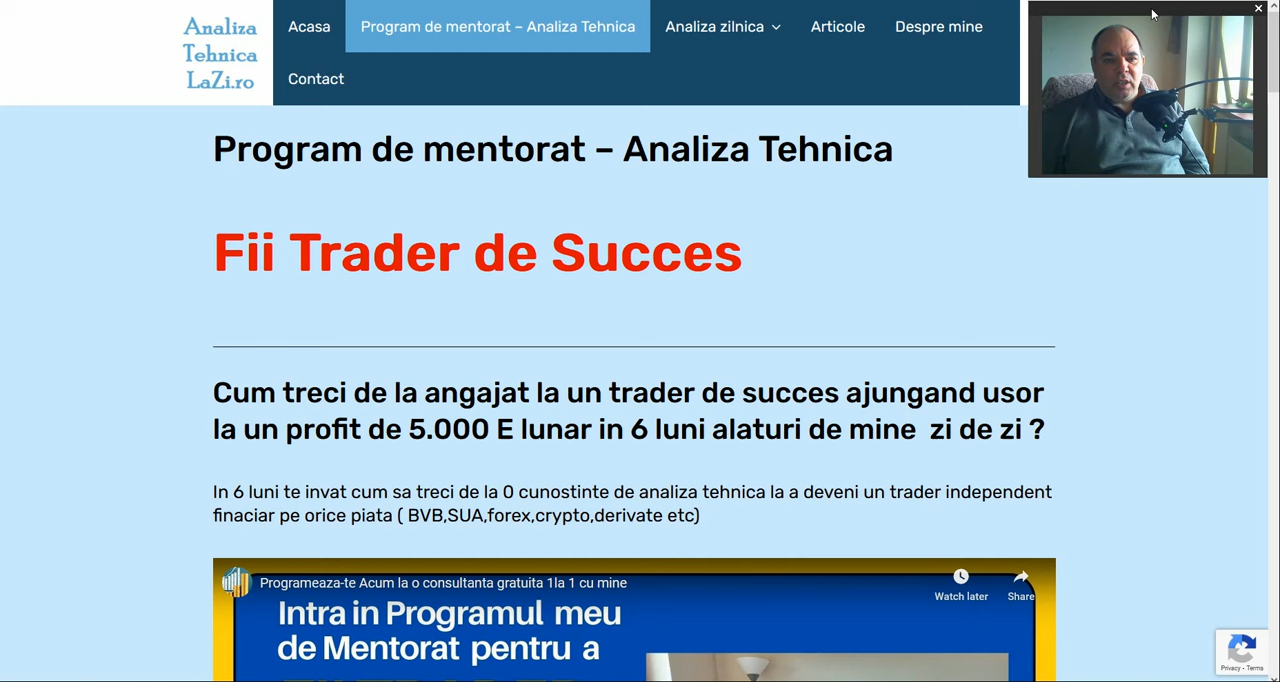 Analiza
Tehnica
LaZi.ro
Acasa
Program de mentorat – Analiza Tehnica
Analiza zilnica
Articole
Despre mine
Contact
Program de mentorat – Analiza Tehnica
Fii Trader de Succes
Cum treci de la angajat la un trader de succes ajungand usor
la un profit de 5.000 E lunar in 6 luni alaturi de mine zi de zi ?
In 6 luni te invat cum sa treci de la 0 cunostinte de analiza tehnica la a deveni un trader independent
finaciar pe orice piata ( BVB,SUA,forex,crypto,derivate etc)
Programeaza-te Acum la o consultanta gratuita 1la 1 cu mine
Watch later
Share
Intra in Programul meu
de Mentorat pentru a
Privacy - Terms